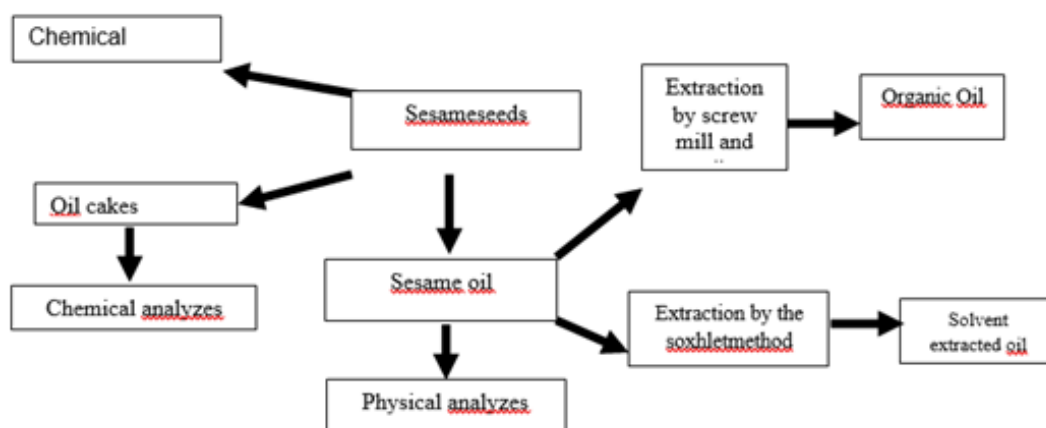 Chemical
Sesameseeds
Extraction
by screw
mill and
Organic Oil
Oil cakes
Chemical analyzes
Sesame oil
Extraction by the
soxhletmethod
Solvent
extracted oil
Physical analyzes